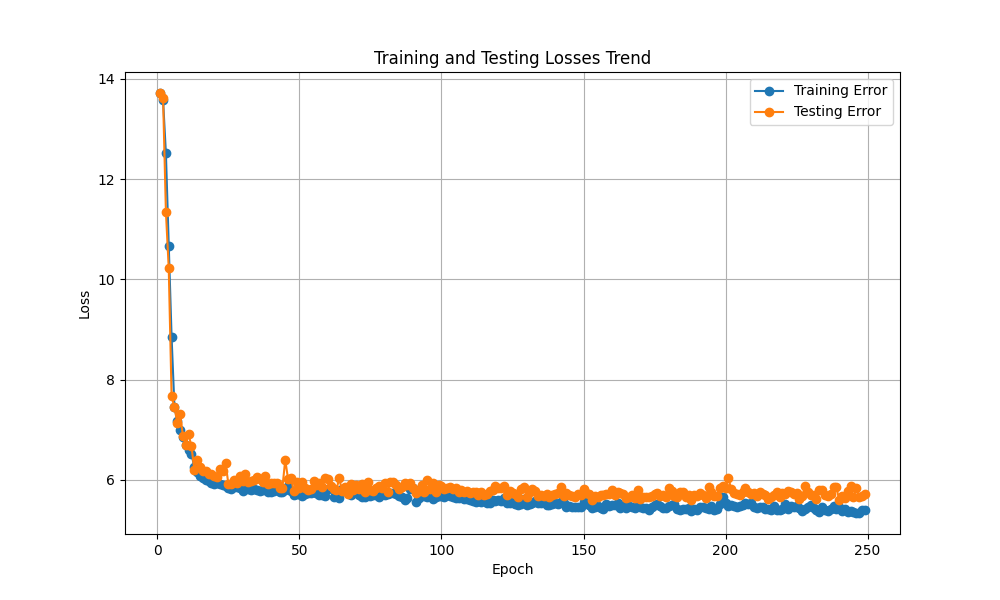 Training and Testing Losses Trend
14
12
10
8
6
Loss
Training Error
Testing Error
0
50
100
150
200
250
Epoch